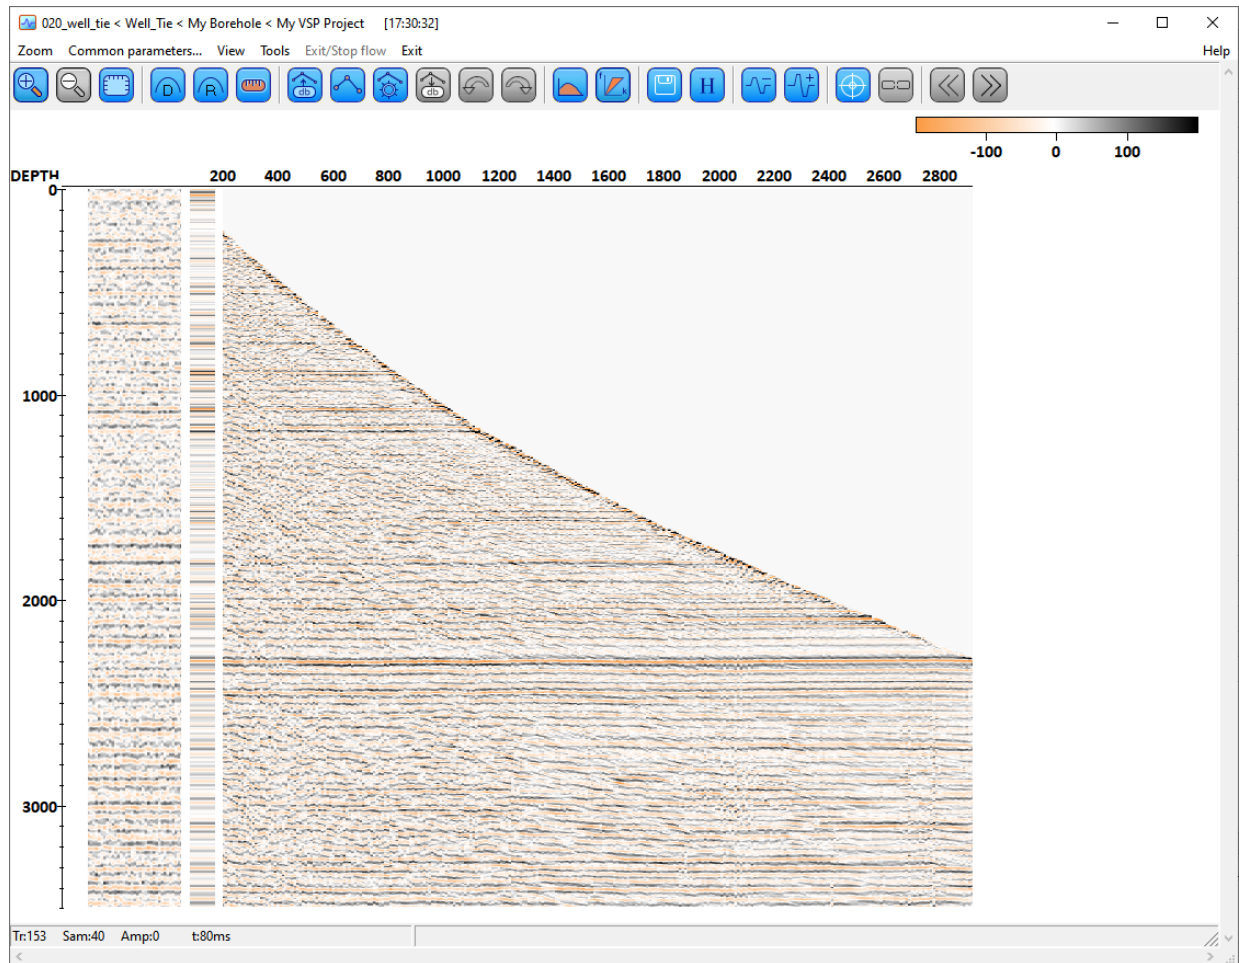 020_well_tie < Well_Tie < My Borehole < My VSP Project [17:30:32]
Zoom Common parameters... View Tools Exit/Stop flow Exit Help
D R db db f k H
-100 0 100
DEPTH 200 400 600 800 1000 1200 1400 1600 1800 2000 2200 2400 2600 2800
0
1000
2000
3000
Tr:153 Sam:40 Amp:0 t:80ms